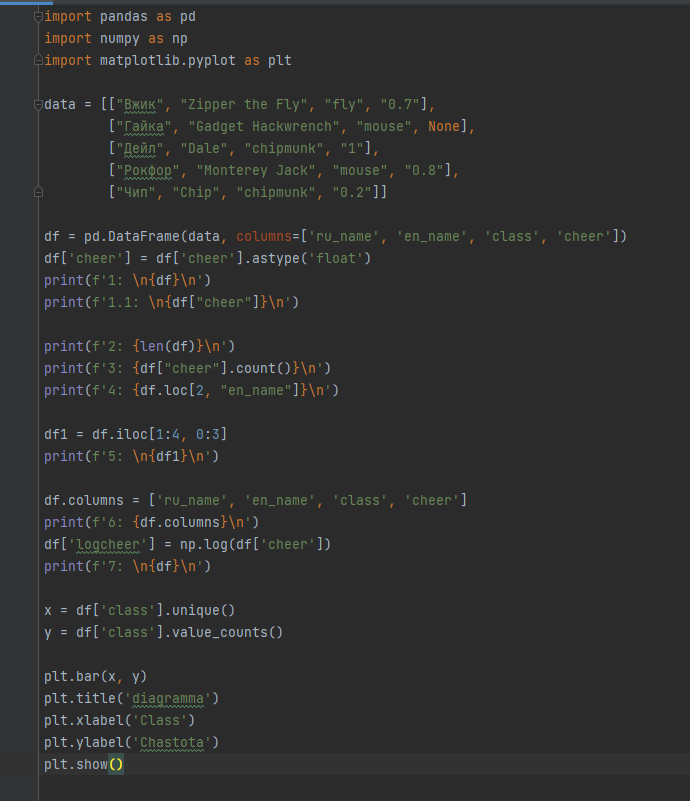 import pandas as pd
import numpy as np
import matplotlib.pyplot as plt

data = [["Вжик", "Zipper the Fly", "fly", "0.7"],
        ["Гайка", "Gadget Hackwrench", "mouse", None],
        ["Дейл", "Dale", "chipmunk", "1"],
        ["Рокфор", "Monterey Jack", "mouse", "0.8"],
        ["Чип", "Chip", "chipmunk", "0.2"]]

df = pd.DataFrame(data, columns=['ru_name', 'en_name', 'class', 'cheer'])
df['cheer'] = df['cheer'].astype('float')
print(f'1: \n{df}\n')
print(f'1.1: \n{df["cheer"]}\n')

print(f'2: {len(df)}\n')
print(f'3: {df["cheer"].count()}\n')
print(f'4: {df.loc[2, "en_name"]}\n')

df1 = df.iloc[1:4, 0:3]
print(f'5: \n{df1}\n')

df.columns = ['ru_name', 'en_name', 'class', 'cheer']
print(f'6: {df.columns}\n')
df['logcheer'] = np.log(df['cheer'])
print(f'7: \n{df}\n')

x = df['class'].unique()
y = df['class'].value_counts()

plt.bar(x, y)
plt.title('diagramma')
plt.xlabel('Class')
plt.ylabel('Chastota')
plt.show()